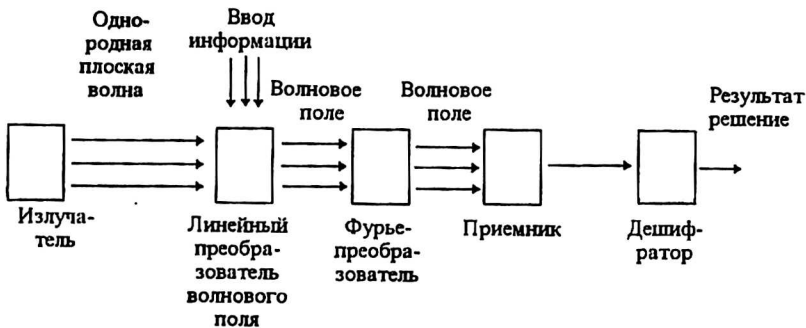 Одно-
родная
плоская
волна
Ввод
информации
Волновое
поле
Волновое
поле
Результат
решение
Излуча-
тель
Линейный
преобра-
зователь
волнового
поля
Фурье-
преобра-
зователь
Приемник
Дешиф-
ратор